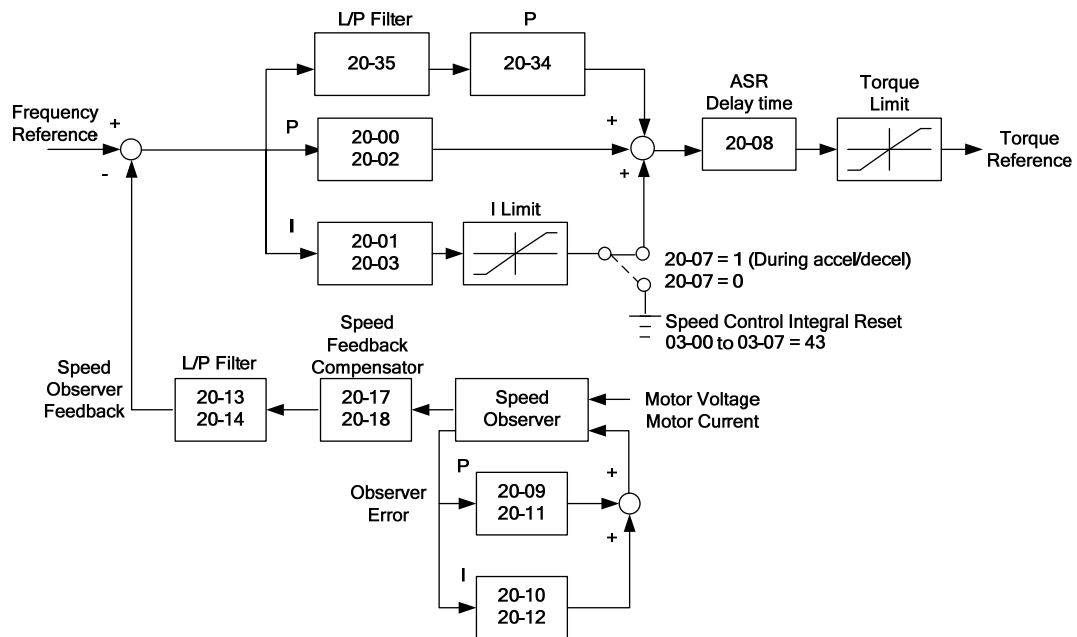 L/P Filter
P
20-35
20-34
ASR
Delay time
Torque
Limit
Frequency
Reference
+
-
P
20-00
20-02
+
+
20-08
Torque
Reference
I
20-01
20-03
I Limit
20-07 = 1 (During accel/decel)
20-07 = 0
Speed Control Integral Reset
03-00 to 03-07 = 43
Speed
Observer
Feedback
L/P Filter
20-13
20-14
Speed
Feedback
Compensator
20-17
20-18
Speed
Observer
Motor Voltage
Motor Current
Observer
Error
P
20-09
20-11
+
+
I
20-10
20-12